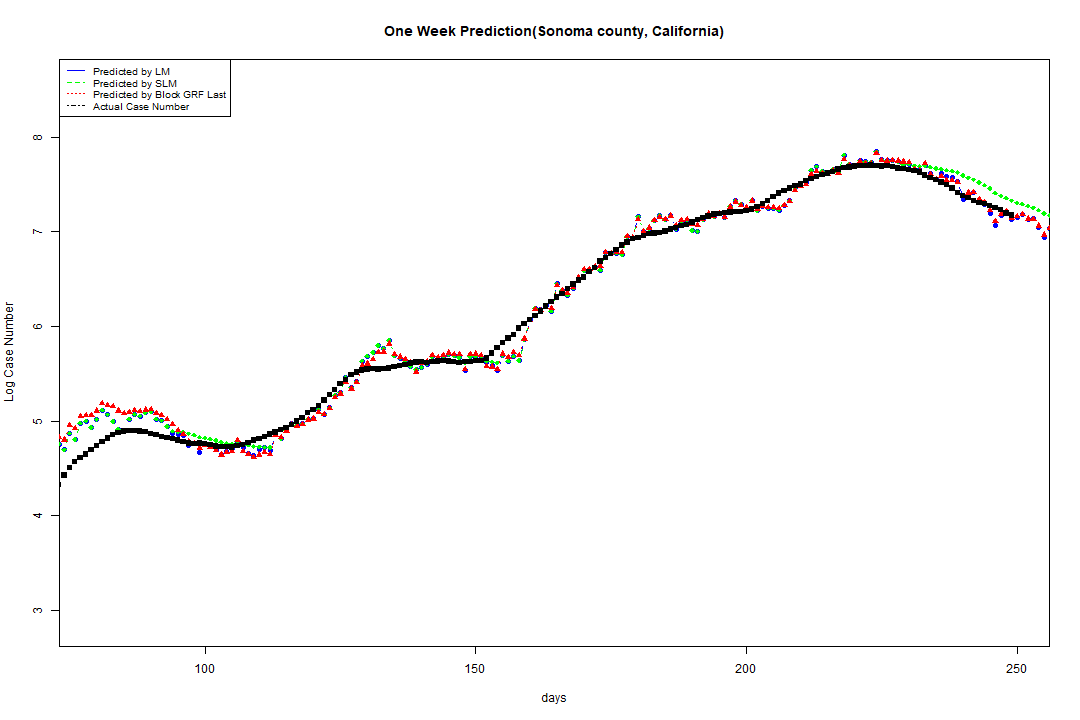 One Week Prediction(Sonoma county, California)
Predicted by LM
Predicted by SLM
Predicted by Block GRF Last
Actual Case Number
8
7
6
5
4
3
Log Case Number
100 150 200 250
days